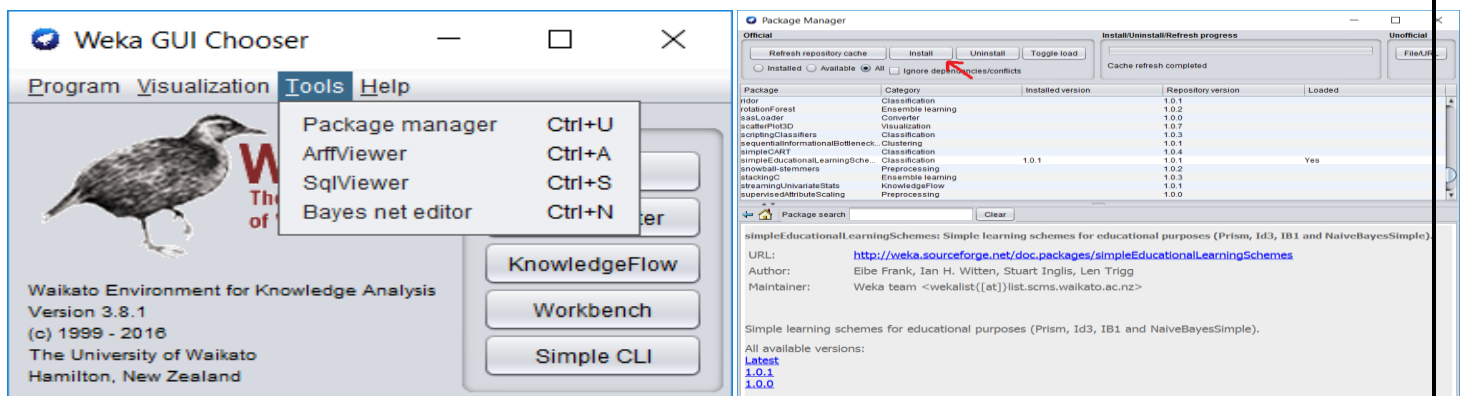 Weka GUI Chooser
Program Visualization Tools Help
Package manager Ctrl+U
ArffViewer Ctrl+A
SqlViewer Ctrl+S
Bayes net editor Ctrl+N
W
The
of
er
KnowledgeFlow
Workbench
Simple CLI
Waikato Environment for Knowledge Analysis
Version 3.8.1
(c) 1999 - 2016
The University of Waikato
Hamilton, New Zealand
Package Manager
Official
Install/Uninstall/Refresh progress
Unofficial
Refresh repository cache Install Uninstall Toggle load
Installed Available All Ignore dependencies/conflicts
Cache refresh completed
File/URL
Package Category Installed version Repository version Loaded
ridor Classification 1.0.1
rotationForest Ensemble learning 1.0.2
sasLoader Converter 1.0.0
scatterPlot3D Visualization 1.0.7
scriptingClassifiers Classification 1.0.3
sequentialInformationalBottleneck... Clustering 1.0.1
simpleCART Classification 1.0.4
simpleEducationalLearningSche... Classification 1.0.1 1.0.1 Yes
snowball-stemmers Preprocessing 1.0.2
stackingC Ensemble learning 1.0.3
streamingUnivariateStats KnowledgeFlow 1.0.1
supervisedAttributeScaling Preprocessing 1.0.0
Package search Clear
simpleEducationalLearningSchemes: Simple learning schemes for educational purposes (Prism, Id3, IB1 and NaiveBayesSimple).
URL: http://weka.sourceforge.net/doc.packages/simpleEducationalLearningSchemes
Author: Eibe Frank, Ian H. Witten, Stuart Inglis, Len Trigg
Maintainer: Weka team <wekalist{[at]}list.scms.waikato.ac.nz>
Simple learning schemes for educational purposes (Prism, Id3, IB1 and NaiveBayesSimple).
All available versions:
Latest
1.0.1
1.0.0